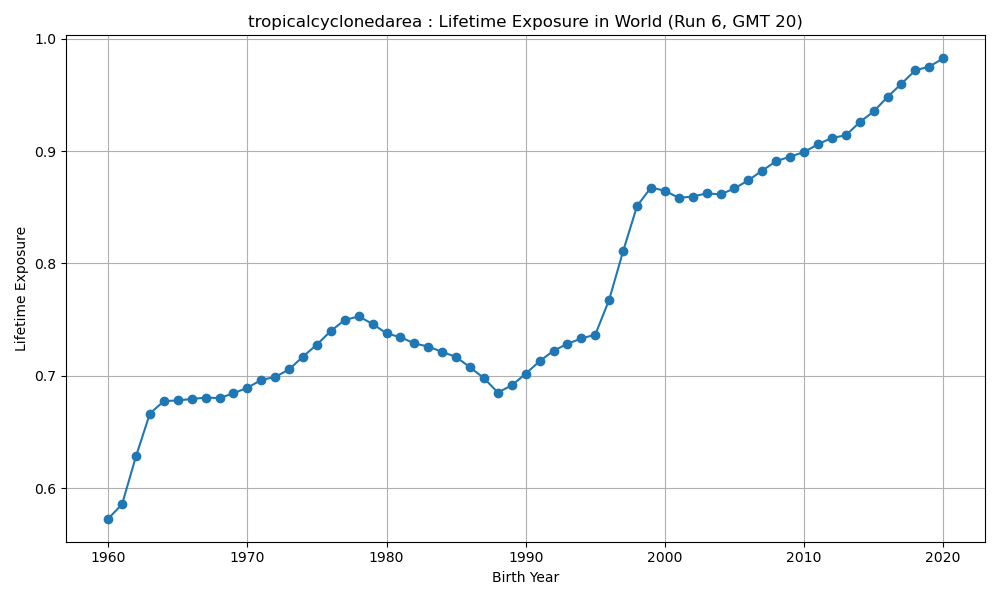 tropicalcyclonedarea : Lifetime Exposure in World (Run 6, GMT 20)
Lifetime Exposure
1.0
0.9
0.8
0.7
0.6
1960 1970 1980 1990 2000 2010 2020
Birth Year